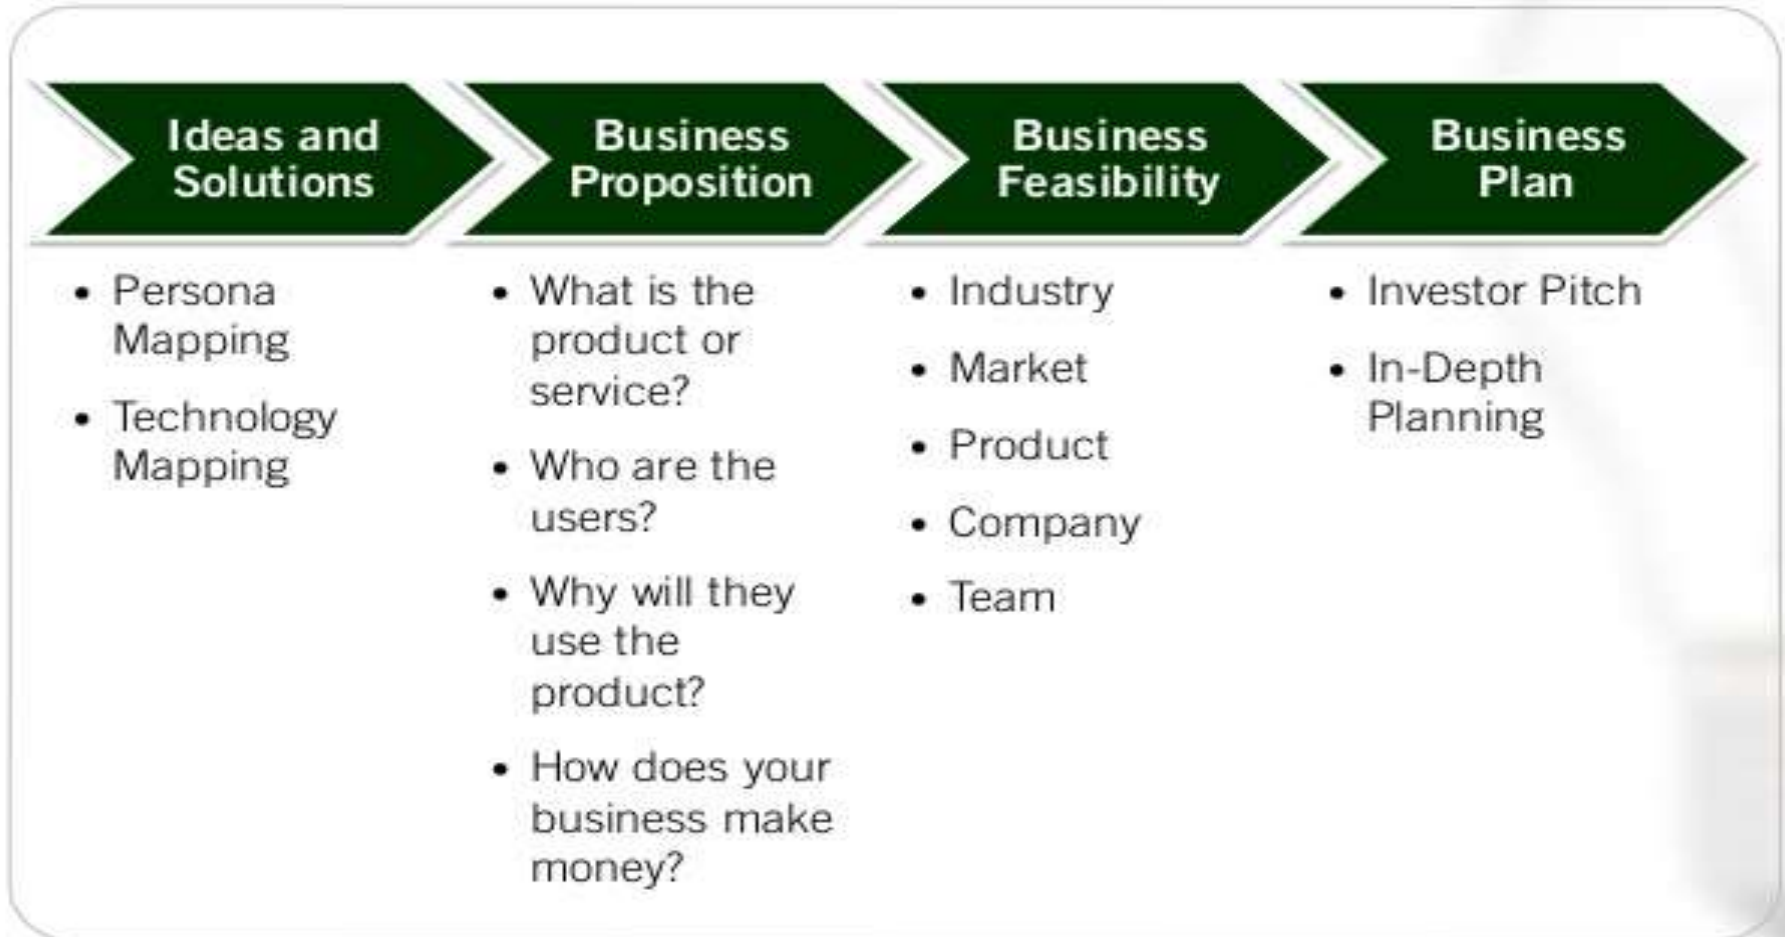 Ideas and
Solutions
• Persona
Mapping
• Technology
Mapping
Business
Proposition
• What is the
product or
service?
• Who are the
users?
• Why will they
use the
product?
• How does your
business make
money?
Business
Feasibility
• Industry
• Market
• Product
• Company
• Team
Business
Plan
• Investor Pitch
• In-Depth
Planning